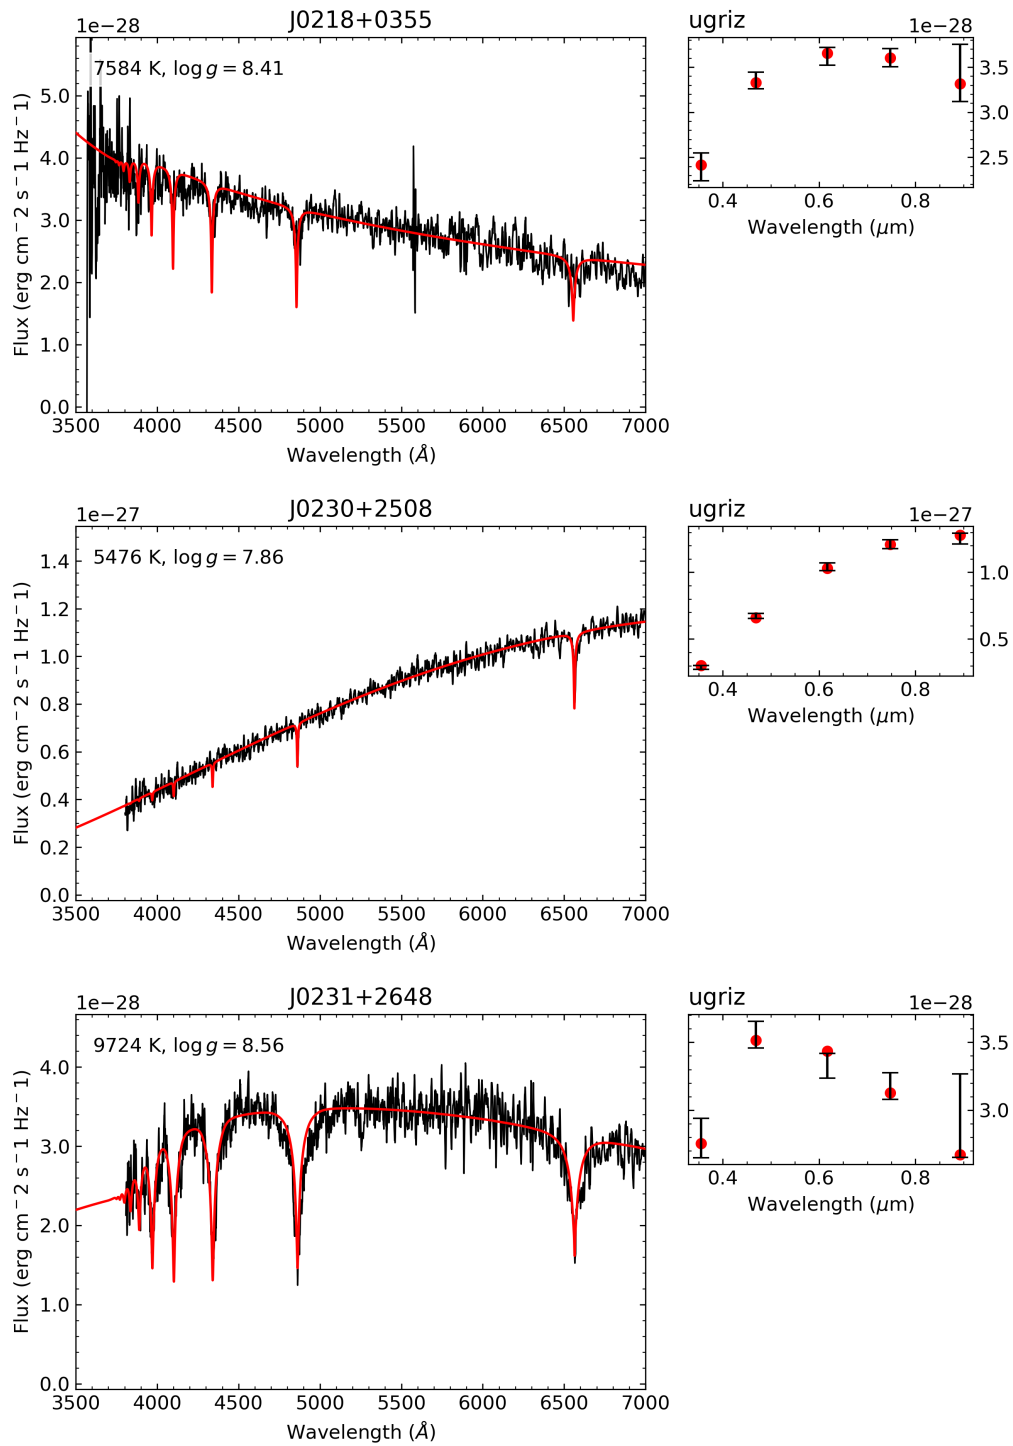 J0218+0355
1e−28
7584 K, log g = 8.41
Flux (erg cm−2 s−1 Hz−1)
5.0
4.0
3.0
2.0
1.0
0.0
3500 4000 4500 5000 5500 6000 6500 7000
Wavelength (Å)
ugriz
1e−28
3.5
3.0
2.5
0.4 0.6 0.8
Wavelength (μm)
J0230+2508
1e−27
5476 K, log g = 7.86
Flux (erg cm−2 s−1 Hz−1)
1.4
1.2
1.0
0.8
0.6
0.4
0.2
0.0
3500 4000 4500 5000 5500 6000 6500 7000
Wavelength (Å)
ugriz
1e−27
1.0
0.5
0.4 0.6 0.8
Wavelength (μm)
J0231+2648
1e−28
9724 K, log g = 8.56
Flux (erg cm−2 s−1 Hz−1)
4.0
3.0
2.0
1.0
0.0
3500 4000 4500 5000 5500 6000 6500 7000
Wavelength (Å)
ugriz
1e−28
3.5
3.0
0.4 0.6 0.8
Wavelength (μm)